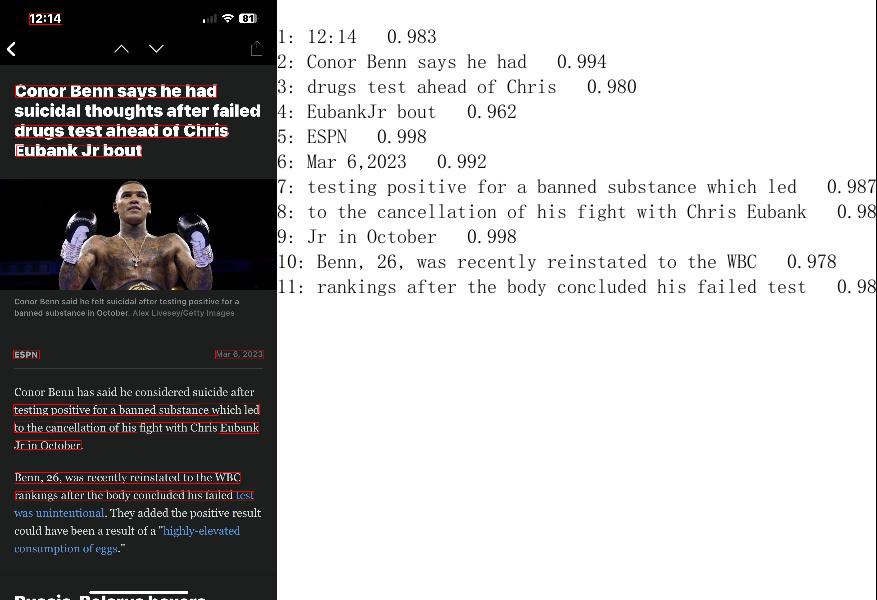 12:14
81
Conor Benn says he had
suicidal thoughts after failed
drugs test ahead of Chris
Eubank Jr bout
Conor Benn said he felt suicidal after testing positive for a
banned substance in October. Alex Livesey/Getty Images
ESPN
Mar 6, 2023
Conor Benn has said he considered suicide after
testing positive for a banned substance which led
to the cancellation of his fight with Chris Eubank
Jr in October.
Benn, 26, was recently reinstated to the WBC
rankings after the body concluded his failed test
was unintentional. They added the positive result
could have been a result of a "highly-elevated
consumption of eggs."
1: 12:14 0.983
2: Conor Benn says he had 0.994
3: drugs test ahead of Chris 0.980
4: EubankJr bout 0.962
5: ESPN 0.998
6: Mar 6,2023 0.992
7: testing positive for a banned substance which led 0.987
8: to the cancellation of his fight with Chris Eubank 0.98
9: Jr in October 0.998
10: Benn, 26, was recently reinstated to the WBC 0.978
11: rankings after the body concluded his failed test 0.98